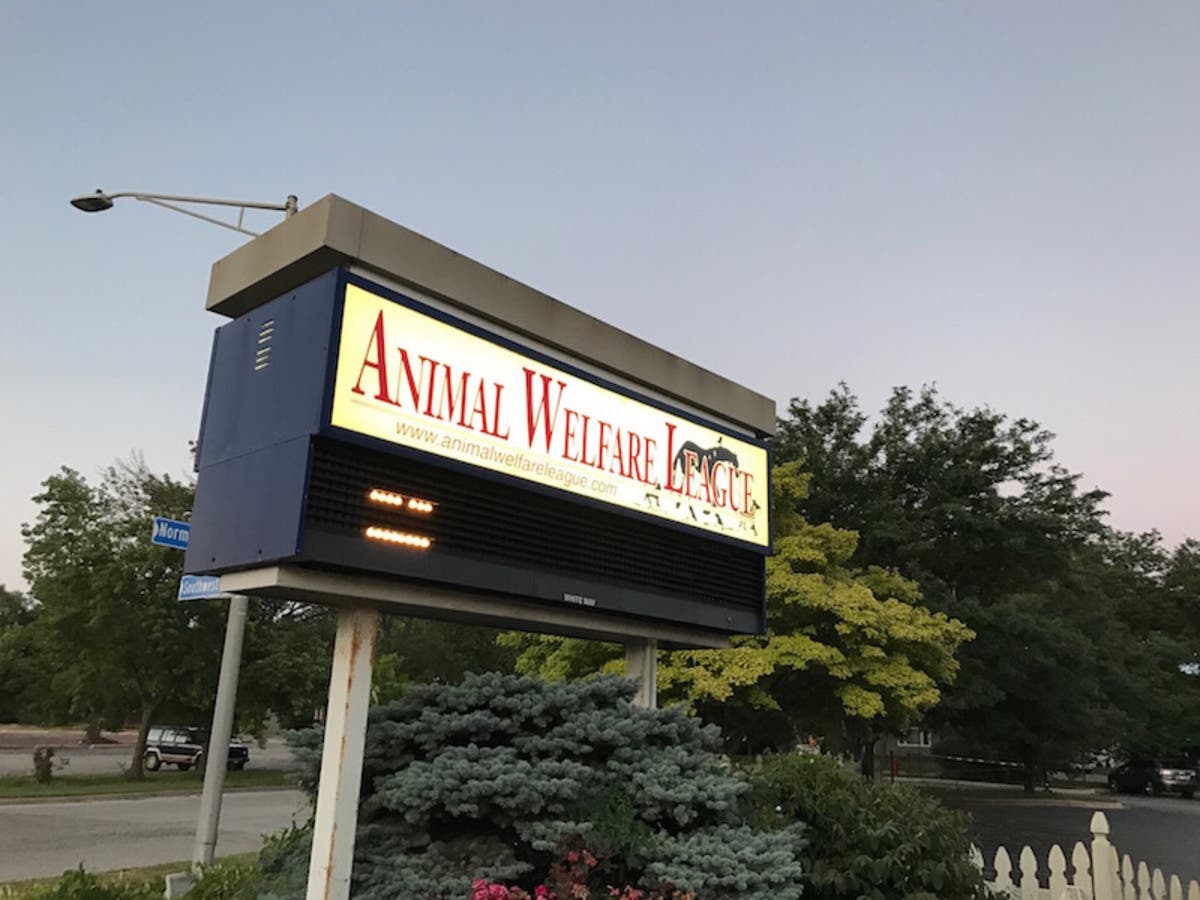 ANIMAL WELFARE LEAGUE
www.animalwelfareleague.com
WHITE WAY
Norm
Southwest